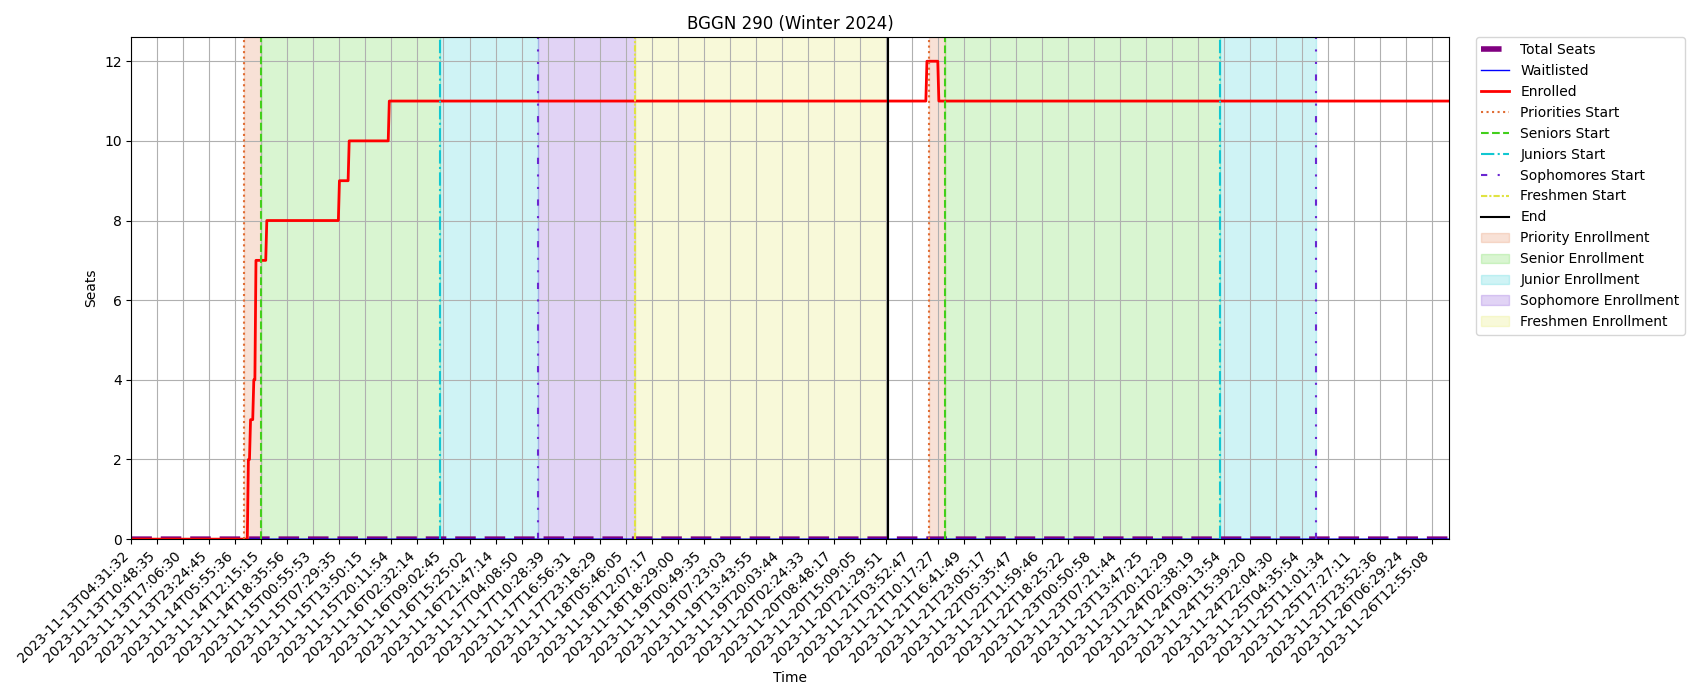 BGGN 290 (Winter 2024)
12
10
8
6
4
2
0
Seats
2023-11-13T04:31:32
2023-11-13T10:48:35
2023-11-13T17:06:30
2023-11-13T23:24:45
2023-11-14T05:55:36
2023-11-14T12:15:15
2023-11-14T18:35:56
2023-11-15T00:55:53
2023-11-15T07:29:35
2023-11-15T13:50:15
2023-11-15T20:11:54
2023-11-16T02:32:14
2023-11-16T09:02:45
2023-11-16T15:25:02
2023-11-16T21:47:14
2023-11-17T04:08:50
2023-11-17T10:28:39
2023-11-17T16:56:31
2023-11-17T23:18:29
2023-11-18T05:46:05
2023-11-18T12:07:17
2023-11-18T18:29:00
2023-11-19T00:49:35
2023-11-19T07:23:03
2023-11-19T13:43:55
2023-11-19T20:03:44
2023-11-20T02:24:33
2023-11-20T08:48:17
2023-11-20T15:09:05
2023-11-20T21:29:51
2023-11-21T03:52:47
2023-11-21T10:17:27
2023-11-21T16:41:49
2023-11-21T23:05:17
2023-11-22T05:35:47
2023-11-22T11:59:46
2023-11-22T18:25:22
2023-11-23T00:50:58
2023-11-23T07:21:44
2023-11-23T13:47:25
2023-11-23T20:12:29
2023-11-24T02:38:19
2023-11-24T09:13:54
2023-11-24T15:39:20
2023-11-24T22:04:30
2023-11-25T04:35:54
2023-11-25T11:01:34
2023-11-25T17:27:11
2023-11-25T23:52:36
2023-11-26T06:29:24
2023-11-26T12:55:08
Time
Total Seats
Waitlisted
Enrolled
Priorities Start
Seniors Start
Juniors Start
Sophomores Start
Freshmen Start
End
Priority Enrollment
Senior Enrollment
Junior Enrollment
Sophomore Enrollment
Freshmen Enrollment